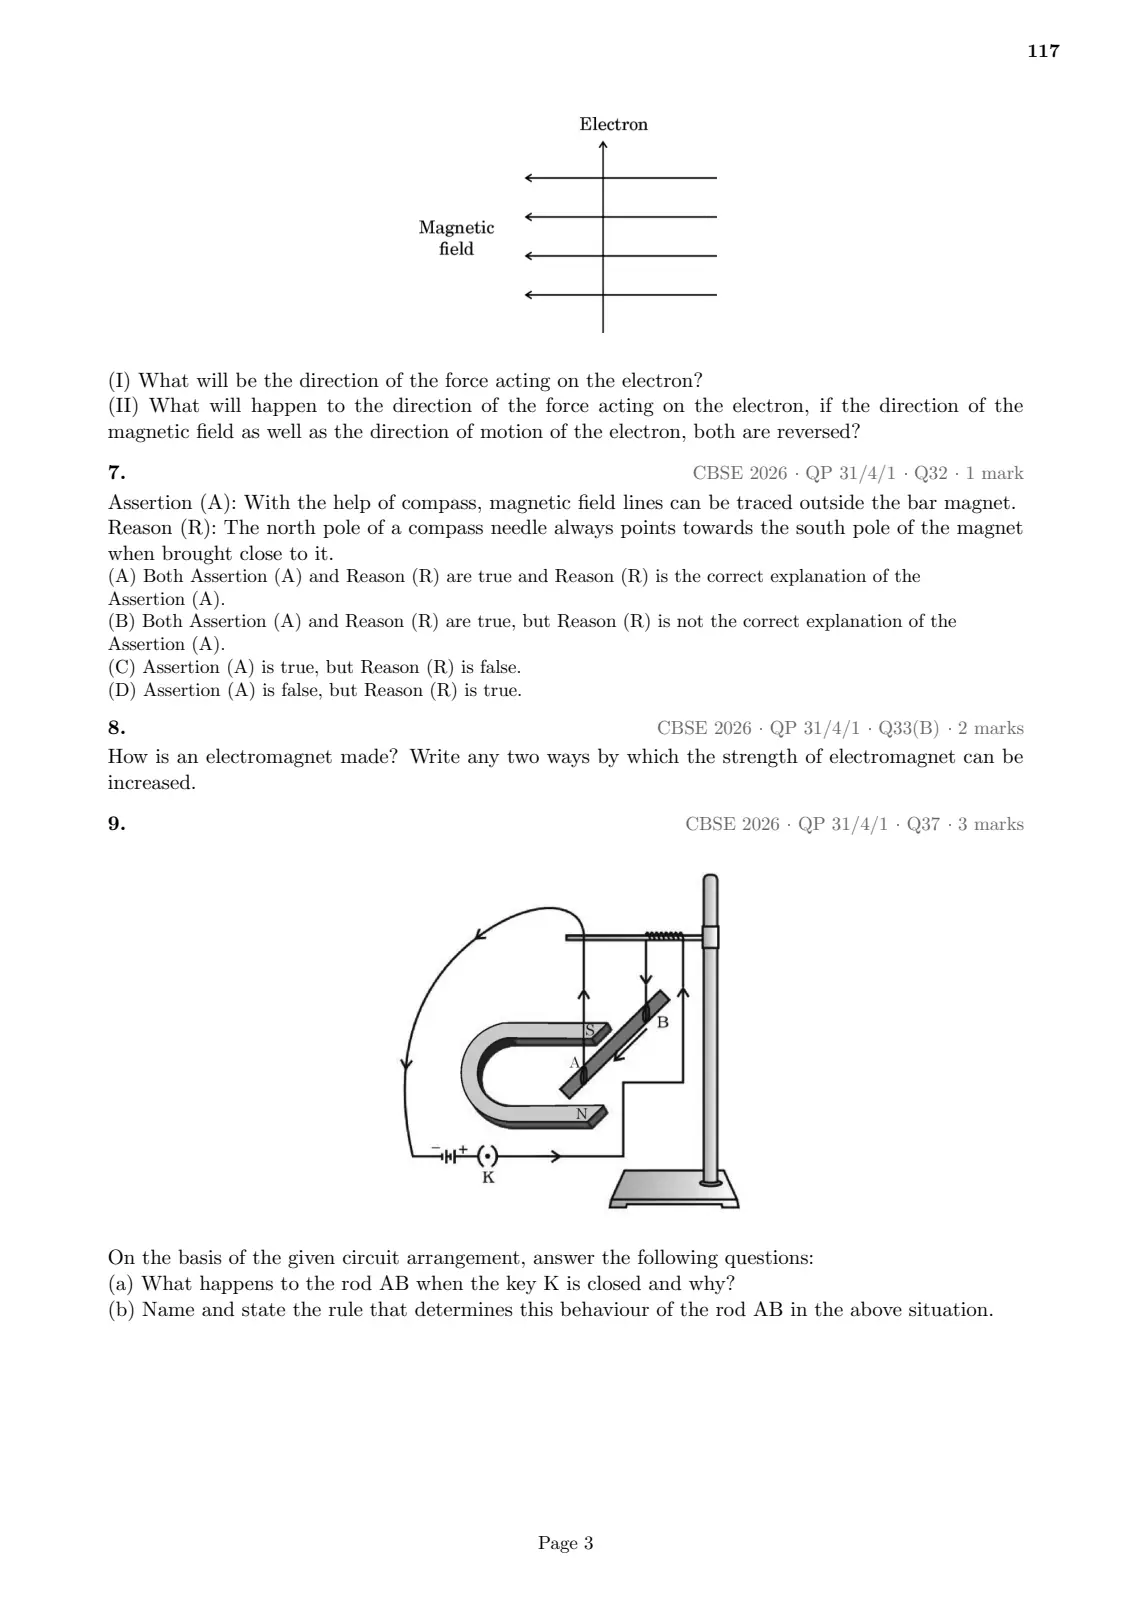 117
Electron
Magnetic
field
(I) What will be the direction of the force acting on the electron?
(II) What will happen to the direction of the force acting on the electron, if the direction of the
magnetic field as well as the direction of motion of the electron, both are reversed?
7. CBSE 2026 · QP 31/4/1 · Q32 · 1 mark
Assertion (A): With the help of compass, magnetic field lines can be traced outside the bar magnet.
Reason (R): The north pole of a compass needle always points towards the south pole of the magnet
when brought close to it.
(A) Both Assertion (A) and Reason (R) are true and Reason (R) is the correct explanation of the
Assertion (A).
(B) Both Assertion (A) and Reason (R) are true, but Reason (R) is not the correct explanation of the
Assertion (A).
(C) Assertion (A) is true, but Reason (R) is false.
(D) Assertion (A) is false, but Reason (R) is true.
8. CBSE 2026 · QP 31/4/1 · Q33(B) · 2 marks
How is an electromagnet made? Write any two ways by which the strength of electromagnet can be
increased.
9. CBSE 2026 · QP 31/4/1 · Q37 · 3 marks
S
B
A
N
− +
K
On the basis of the given circuit arrangement, answer the following questions:
(a) What happens to the rod AB when the key K is closed and why?
(b) Name and state the rule that determines this behaviour of the rod AB in the above situation.
Page 3